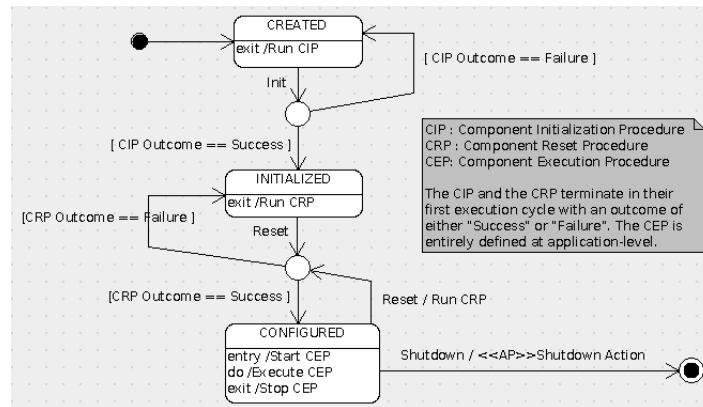 CREATED
exit /Run CIP
[ CIP Outcome == Failure ]
Init
[ CIP Outcome == Success ]
CIP : Component Initialization Procedure
CRP : Component Reset Procedure
CEP: Component Execution Procedure
The CIP and the CRP terminate in their
first execution cycle with an outcome of
either "Success" or "Failure". The CEP is
entirely defined at application-level.
INITIALIZED
exit /Run CRP
[CRP Outcome == Failure ]
Reset
[CRP Outcome == Success ]
Reset / Run CRP
CONFIGURED
entry /Start CEP
do /Execute CEP
exit /Stop CEP
Shutdown / <<AP>>Shutdown Action